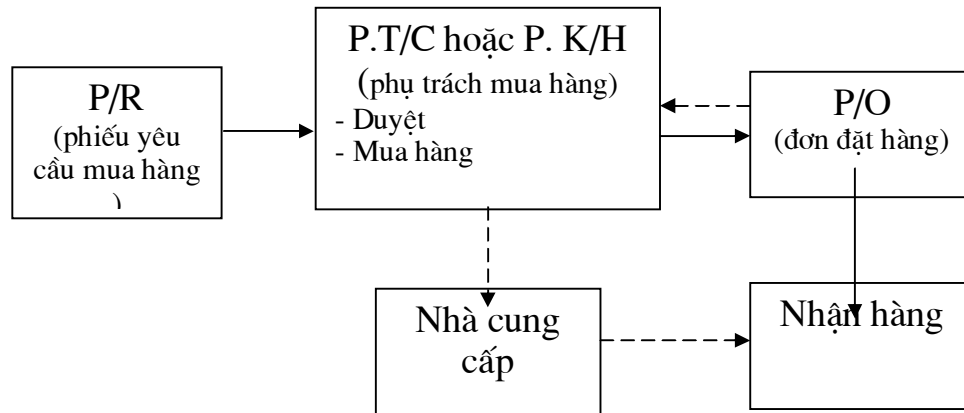 P/R
(phiếu yêu
cầu mua hàng
)
P.T/C hoặc P. K/H
(phụ trách mua hàng)
- Duyệt
- Mua hàng
P/O
(đơn đặt hàng)
Nhà cung
cấp
Nhận hàng